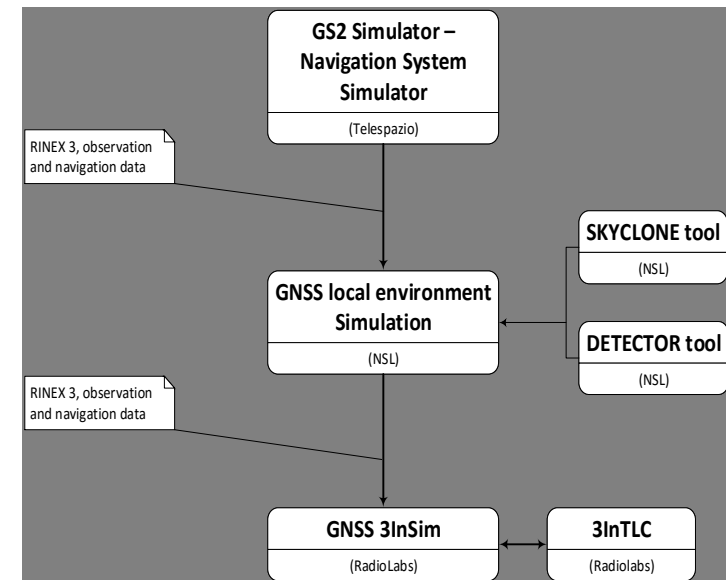 GS2 Simulator –
Navigation System
Simulator
(Telespazio)
RINEX 3, observation
and navigation data
SKYCLONE tool
(NSL)
GNSS local environment
Simulation
(NSL)
DETECTOR tool
(NSL)
RINEX 3, observation
and navigation data
GNSS 3InSim
(RadioLabs)
3InTLC
(Radiolabs)